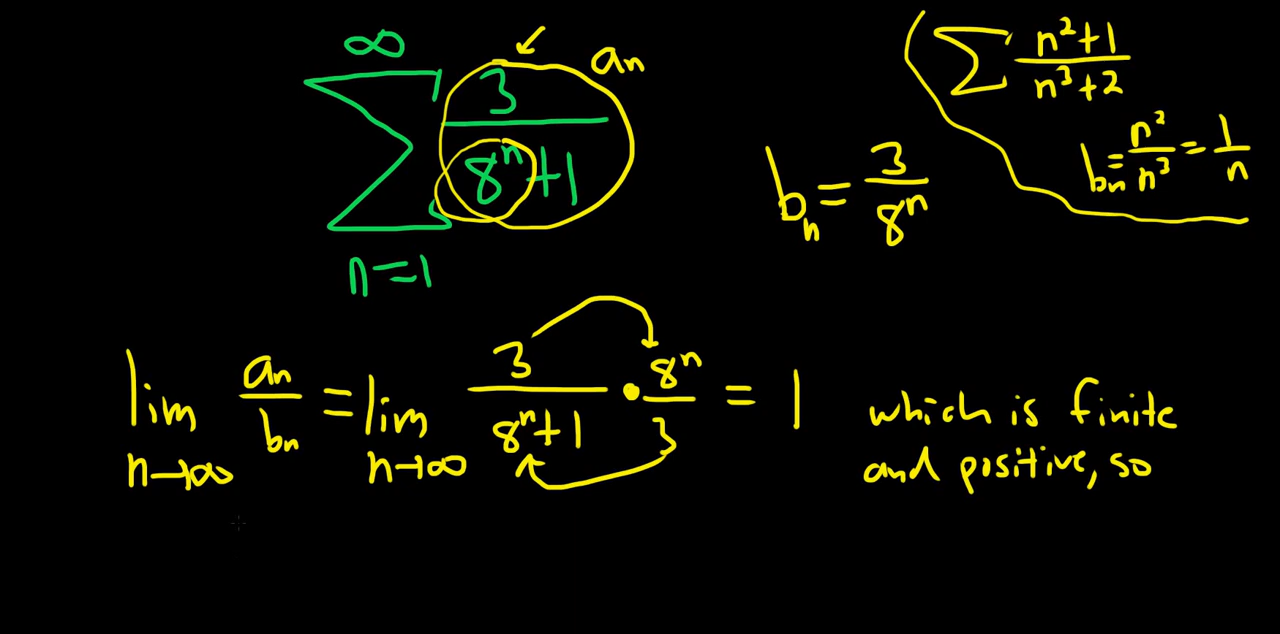 ∞
∑ 3/(8ⁿ+1) aₙ
n=1
∑ (n²+1)/(n³+2)
bₙ = n²/n³ = 1/n
bₙ = 3/8ⁿ
lim n→∞ aₙ/bₙ = lim n→∞ 3/(8ⁿ+1) • 8ⁿ/3 = 1 which is finite
and positive, so